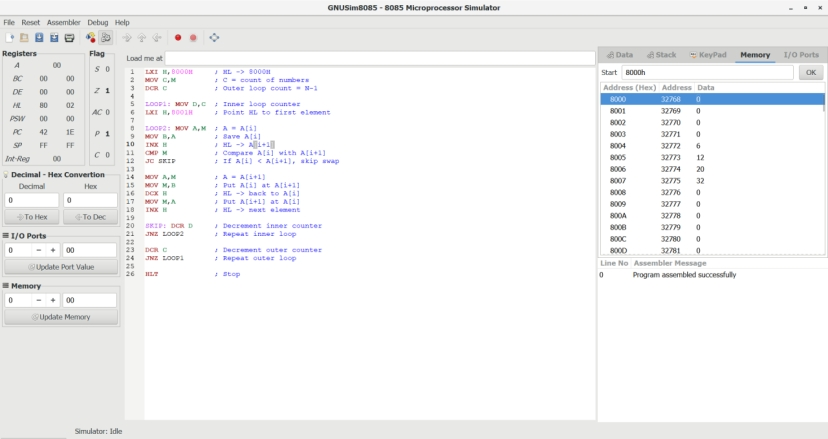 GNUSim8085 - 8085 Microprocessor Simulator
File Reset Assembler Debug Help
Registers
A 00
BC 00 00
DE 00 00
HL 80 02
PSW 00 00
PC 42 1E
SP FF FF
Int-Reg 00
Flag
S 0
Z 1
AC 0
P 1
C 0
Decimal - Hex Convertion
Decimal Hex
0 0
To Hex To Dec
I/O Ports
0 − + 00
Update Port Value
Memory
0 − + 00
Update Memory
Load me at
1 LXI H,8000H ; HL -> 8000H
2 MOV C,M ; C = count of numbers
3 DCR C ; Outer loop count = N-1
4
5 LOOP1: MOV D,C ; Inner loop counter
6 LXI H,8001H ; Point HL to first element
7
8 LOOP2: MOV A,M ; A = A[i]
9 MOV B,A ; Save A[i]
10 INX H ; HL -> A[i+1]
11 CMP M ; Compare A[i] with A[i+1]
12 JC SKIP ; If A[i] < A[i+1], skip swap
13
14 MOV A,M ; A = A[i+1]
15 MOV M,B ; Put A[i] at A[i+1]
16 DCX H ; HL -> back to A[i]
17 MOV M,A ; Put A[i+1] at A[i]
18 INX H ; HL -> next element
19
20 SKIP: DCR D ; Decrement inner counter
21 JNZ LOOP2 ; Repeat inner loop
22
23 DCR C ; Decrement outer counter
24 JNZ LOOP1 ; Repeat outer loop
25
26 HLT ; Stop
Data Stack KeyPad Memory I/O Ports
Start 8000h OK
Address (Hex) Address Data
8000 32768 0
8001 32769 0
8002 32770 0
8003 32771 0
8004 32772 6
8005 32773 12
8006 32774 20
8007 32775 32
8008 32776 0
8009 32777 0
800A 32778 0
800B 32779 0
800C 32780 0
800D 32781 0
Line No Assembler Message
0 Program assembled successfully
Simulator: Idle